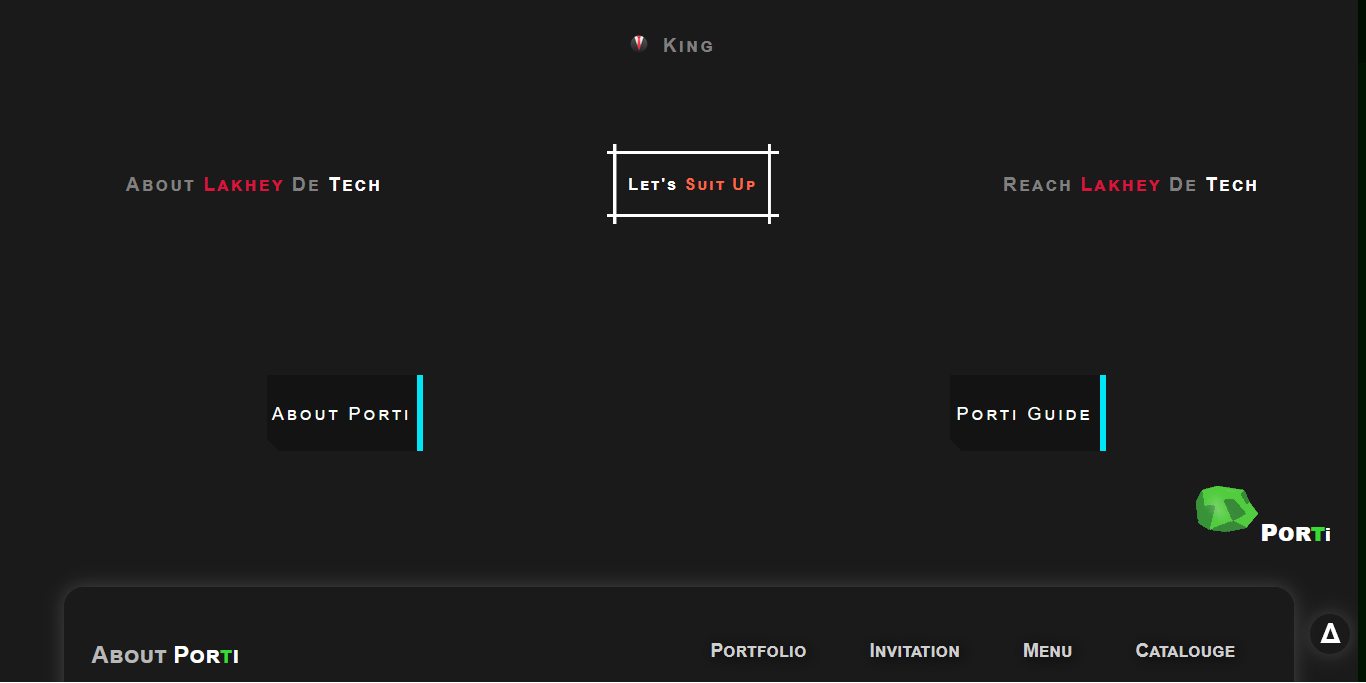 King
About Lakhey De Tech
Let's Suit Up
Reach Lakhey De Tech
About Porti
Porti Guide
PorTi
About PorTi
Portfolio
Invitation
Menu
Catalouge
Δ